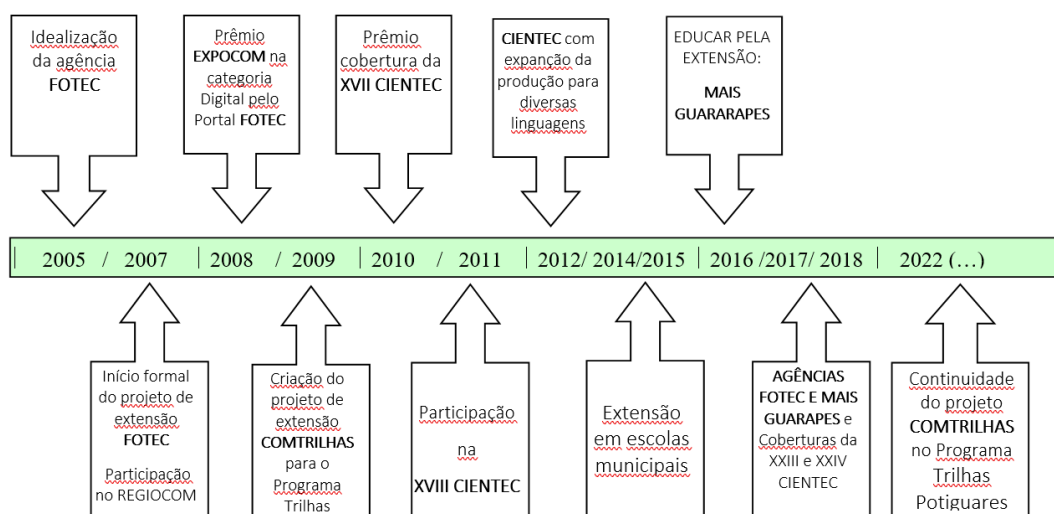 Idealização
da agência
FOTEC
Prêmio
EXPOCOM na
categoria
Digital pelo
Portal FOTEC
Prêmio
cobertura da
XVII CIENTEC
CIENTEC com
expanção da
produção para
diversas
linguagens
EDUCAR PELA
EXTENSÃO:
MAIS
GUARARAPES
2005 / 2007 | 2008 / 2009 | 2010 / 2011 | 2012/ 2014/2015 | 2016 /2017/ 2018 | 2022 (...)
Início formal
do projeto de
extensão
FOTEC
Participação
no REGIOCOM
Criação do
projeto de
extensão
COMTRILHAS
para o
Programa
Trilhas
Participação
na
XVIII CIENTEC
Extensão
em escolas
municipais
AGÊNCIAS
FOTEC E MAIS
GUARAPES e
Coberturas da
XXIII e XXIV
CIENTEC
Continuidade
do projeto
COMTRILHAS
no Programa
Trilhas
Potiguares